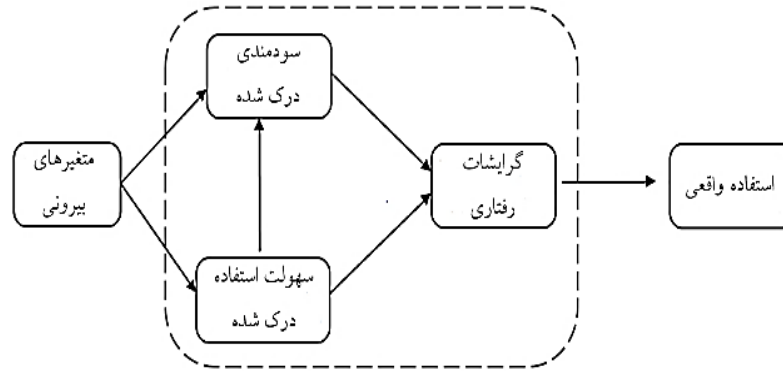 سودمندی
درک شده
متغیرهای
بیرونی
گرایشات
رفتاری
استفاده واقعی
سهولت استفاده
درک شده